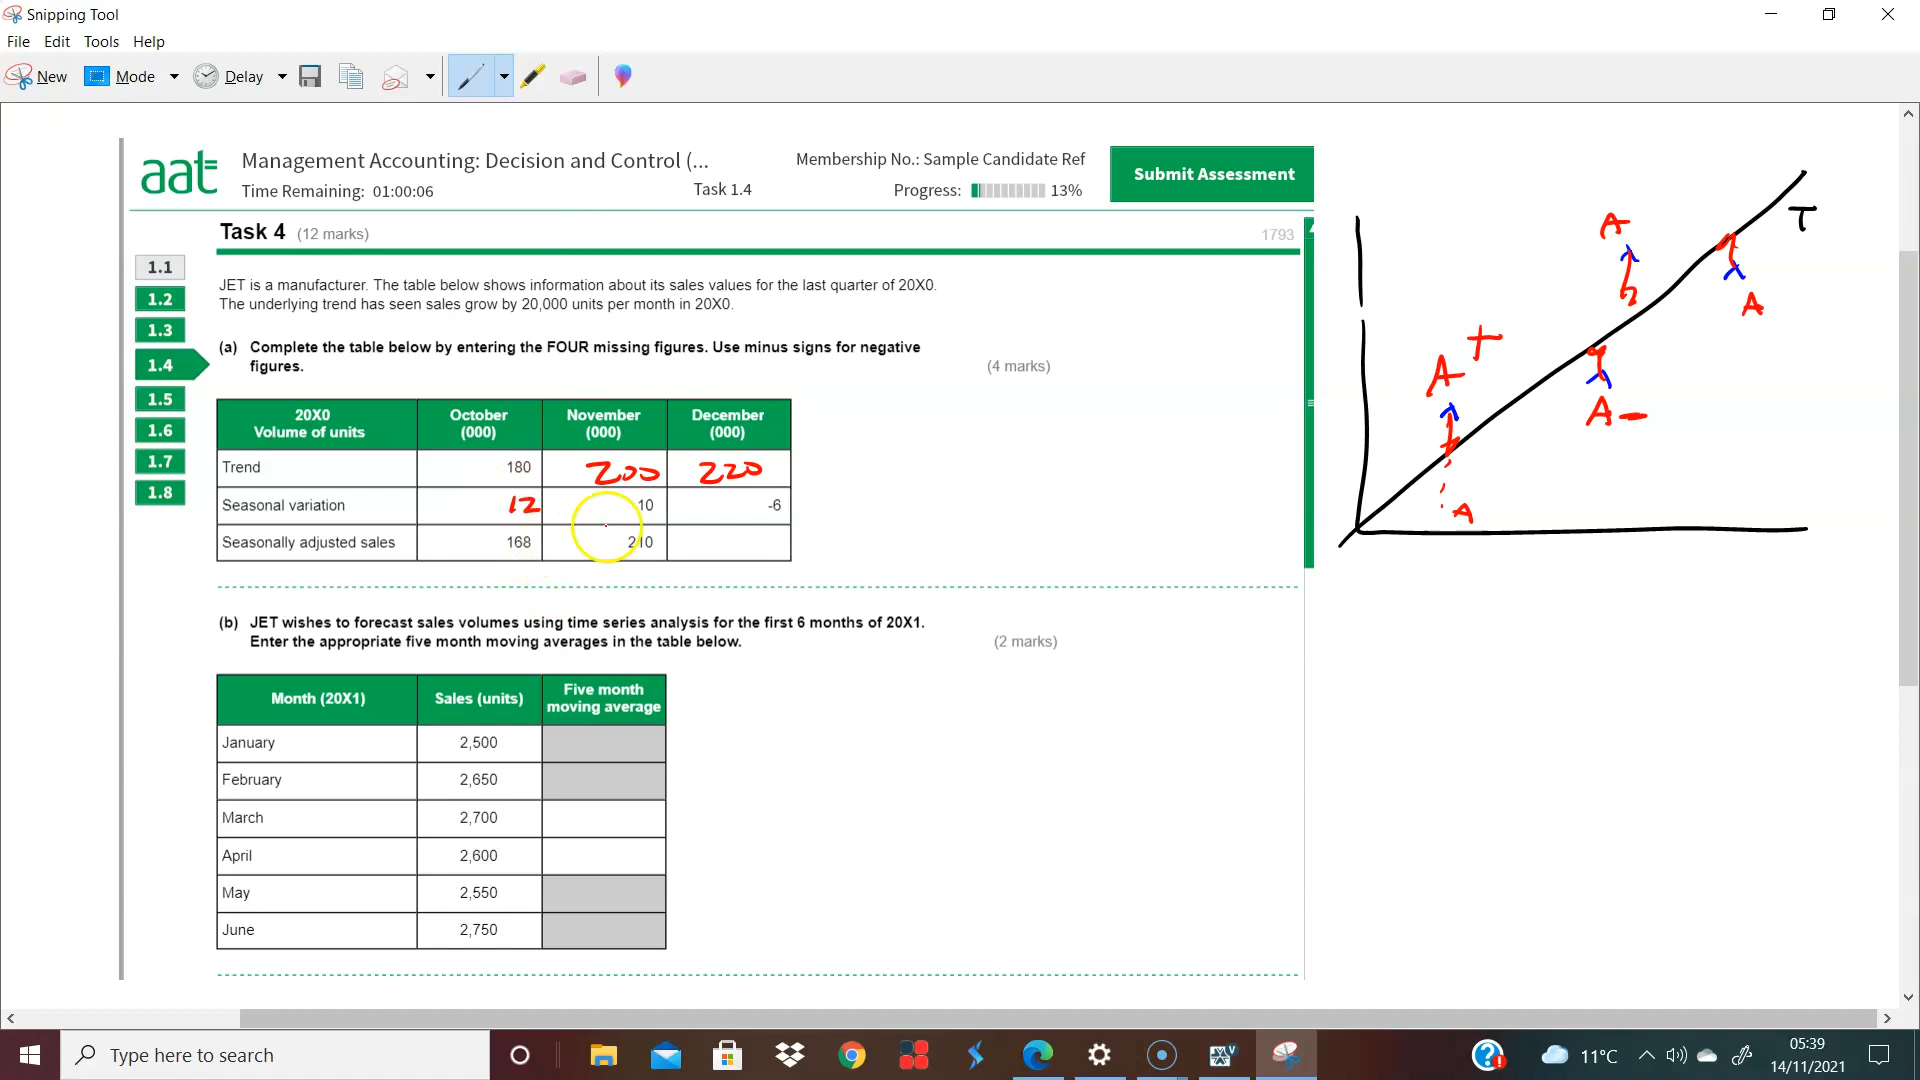 Snipping Tool
File Edit Tools Help
New Mode Delay
aat
Management Accounting: Decision and Control (...
Membership No.: Sample Candidate Ref
Submit Assessment
Time Remaining: 01:00:06
Task 1.4
Progress: 13%
Task 4 (12 marks)
1793
1.1
1.2
1.3
1.4
1.5
1.6
1.7
1.8
JET is a manufacturer. The table below shows information about its sales values for the last quarter of 20X0.
The underlying trend has seen sales grow by 20,000 units per month in 20X0.
(a) Complete the table below by entering the FOUR missing figures. Use minus signs for negative
figures.
(4 marks)
20X0 Volume of units October (000) November (000) December (000)
Trend 180 200 220
Seasonal variation 12 10 -6
Seasonally adjusted sales 168 210
(b) JET wishes to forecast sales volumes using time series analysis for the first 6 months of 20X1.
Enter the appropriate five month moving averages in the table below.
(2 marks)
Month (20X1) Sales (units) Five month moving average
January 2,500
February 2,650
March 2,700
April 2,600
May 2,550
June 2,750
A
T
A
A +
A -
A
Type here to search
11°C
05:39
14/11/2021